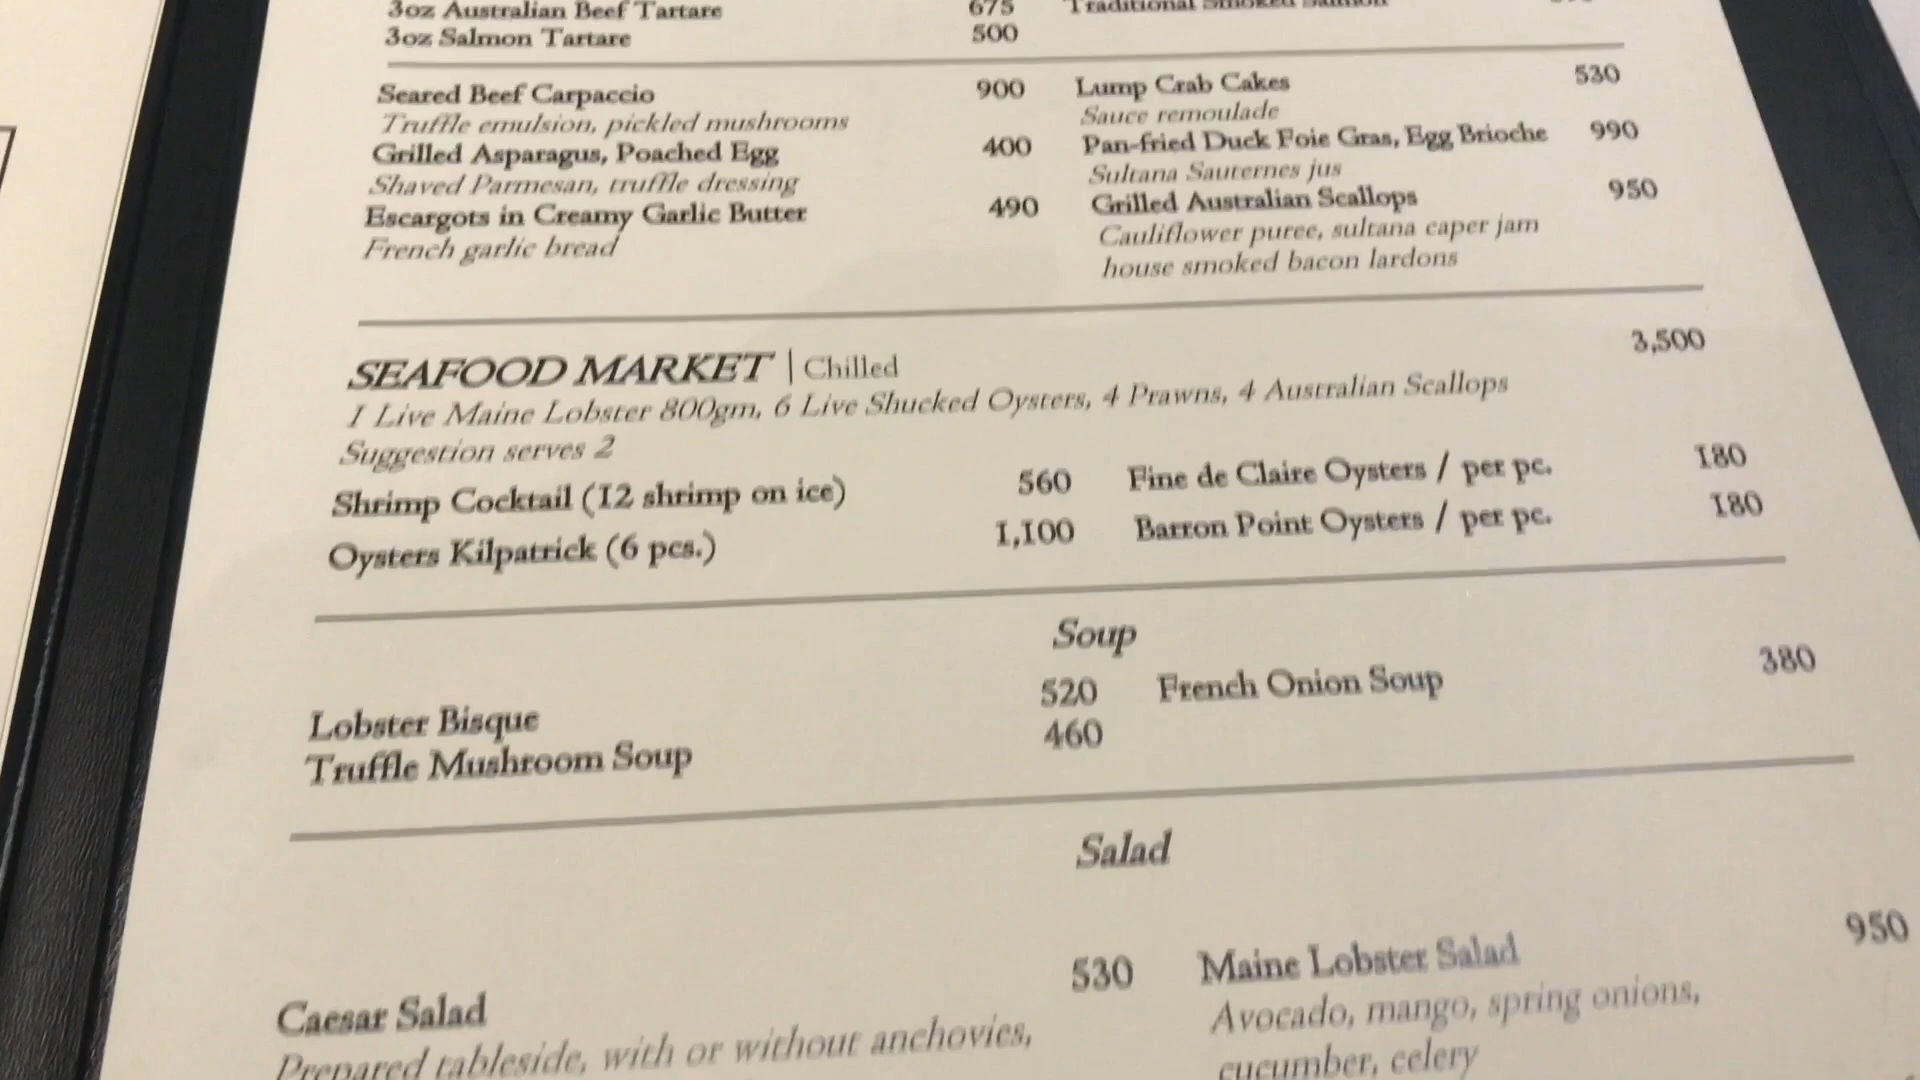 3oz Australian Beef Tartare 675 Traditional Smoked Salmon
3oz Salmon Tartare 500
Seared Beef Carpaccio 900 Lump Crab Cakes 530
Truffle emulsion, pickled mushrooms Sauce remoulade
Grilled Asparagus, Poached Egg 400 Pan-fried Duck Foie Gras, Egg Brioche 990
Shaved Parmesan, truffle dressing Sultana Sauternes jus
Escargots in Creamy Garlic Butter 490 Grilled Australian Scallops 950
French garlic bread Cauliflower puree, sultana caper jam
house smoked bacon lardons
SEAFOOD MARKET | Chilled 3,500
1 Live Maine Lobster 800gm, 6 Live Shucked Oysters, 4 Prawns, 4 Australian Scallops
Suggestion serves 2
Shrimp Cocktail (12 shrimp on ice) 560 Fine de Claire Oysters / per pc. 180
Oysters Kilpatrick (6 pcs.) 1,100 Barron Point Oysters / per pc. 180
Soup
Lobster Bisque 520 French Onion Soup 380
Truffle Mushroom Soup 460
Salad
Caesar Salad 530 Maine Lobster Salad 950
Prepared tableside, with or without anchovies, Avocado, mango, spring onions,
cucumber, celery